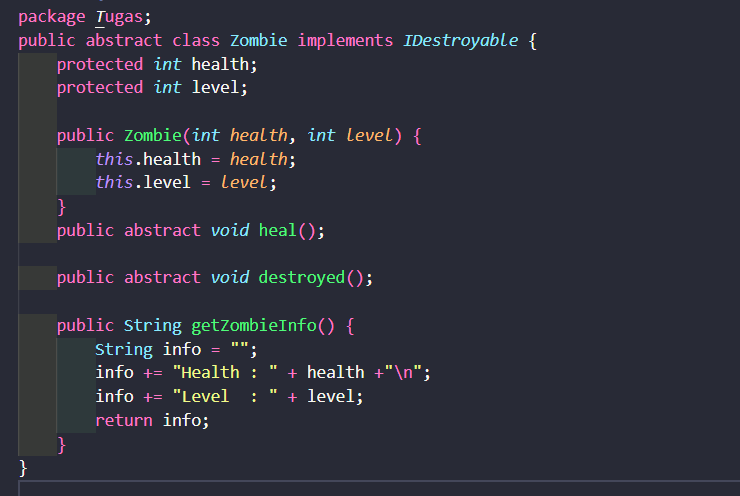 package Tugas;
public abstract class Zombie implements IDestroyable {
    protected int health;
    protected int level;

    public Zombie(int health, int level) {
        this.health = health;
        this.level = level;
    }
    public abstract void heal();

    public abstract void destroyed();

    public String getZombieInfo() {
        String info = "";
        info += "Health : " + health +"\n";
        info += "Level  : " + level;
        return info;
    }
}